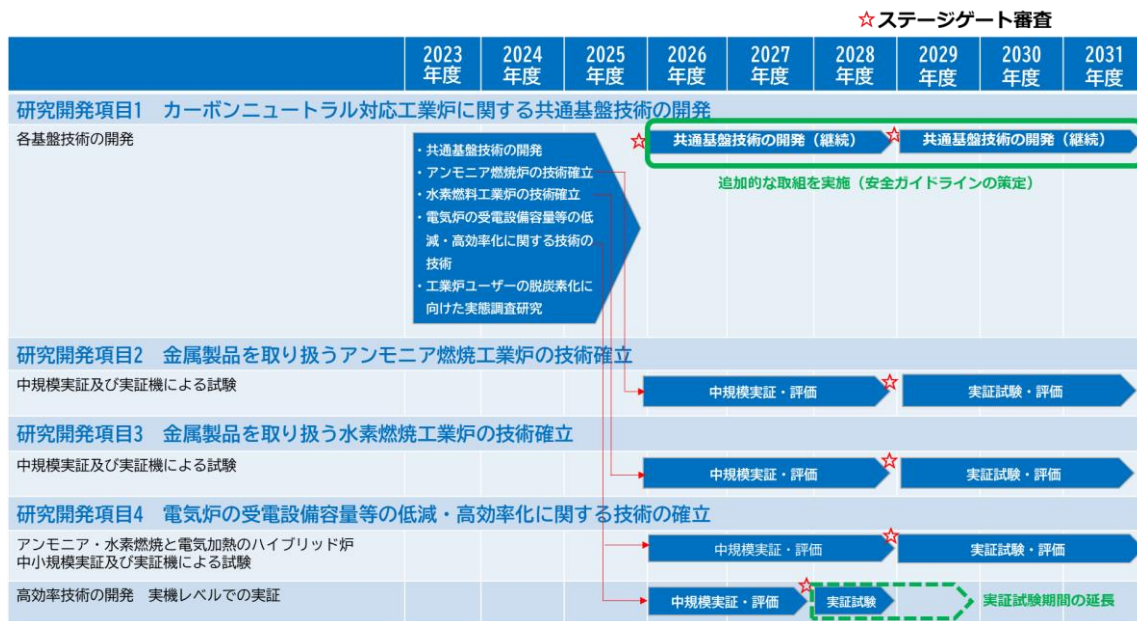 ☆ステージゲート審査
2023
年度
2024
年度
2025
年度
2026
年度
2027
年度
2028
年度
2029
年度
2030
年度
2031
年度
研究開発項目1　カーボンニュートラル対応工業炉に関する共通基盤技術の開発
各基盤技術の開発
・共通基盤技術の開発
・アンモニア燃焼炉の技術確立
・水素燃料工業炉の技術確立
・電気炉の受電設備容量等の低
減・高効率化に関する技術の
技術
・工業炉ユーザーの脱炭素化に
向けた実態調査研究
☆
共通基盤技術の開発（継続）
☆
共通基盤技術の開発（継続）
追加的な取組を実施（安全ガイドラインの策定）
研究開発項目2　金属製品を取り扱うアンモニア燃焼工業炉の技術確立
中規模実証及び実証機による試験
中規模実証・評価
☆
実証試験・評価
研究開発項目3　金属製品を取り扱う水素燃焼工業炉の技術確立
中規模実証及び実証機による試験
中規模実証・評価
☆
実証試験・評価
研究開発項目4　電気炉の受電設備容量等の低減・高効率化に関する技術の確立
アンモニア・水素燃焼と電気加熱のハイブリッド炉
中小規模実証及び実証機による試験
中規模実証・評価
☆
実証試験・評価
高効率技術の開発　実機レベルでの実証
中規模実証・評価
☆
実証試験
実証試験期間の延長